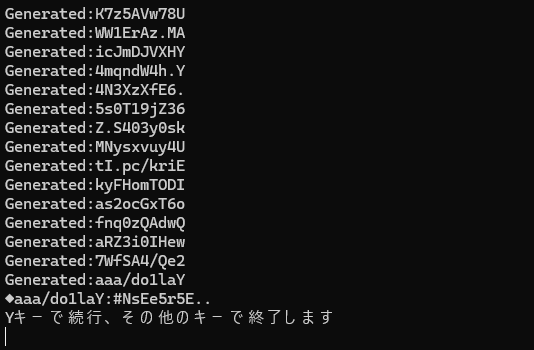 Generated:K7z5AVw78U
Generated:WW1ErAz.MA
Generated:icJmDJVXHY
Generated:4mqndW4h.Y
Generated:4N3XzXfE6.
Generated:5s0T19jZ36
Generated:Z.S403y0sk
Generated:MNysxvuy4U
Generated:tI.pc/kriE
Generated:kyFHomTODI
Generated:as2ocGxT6o
Generated:fnq0zQAdwQ
Generated:aRZ3i0IHew
Generated:7WfSA4/Qe2
Generated:aaa/do1laY
◆aaa/do1laY:#NsEe5r5E..
Yキーで続行、その他のキーで終了します